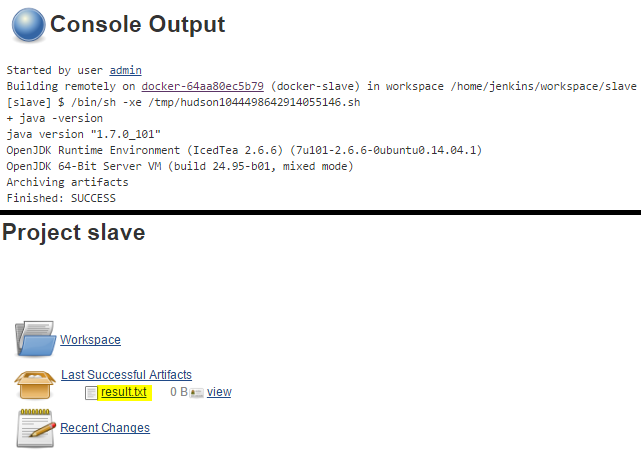 Console Output
Started by user admin
Building remotely on docker-64aa80ec5b79 (docker-slave) in workspace /home/jenkins/workspace/slave
[slave] $ /bin/sh -xe /tmp/hudson1044498642914055146.sh
+ java -version
java version "1.7.0_101"
OpenJDK Runtime Environment (IcedTea 2.6.6) (7u101-2.6.6-0ubuntu0.14.04.1)
OpenJDK 64-Bit Server VM (build 24.95-b01, mixed mode)
Archiving artifacts
Finished: SUCCESS
Project slave
Workspace
Last Successful Artifacts
result.txt 0 B view
Recent Changes